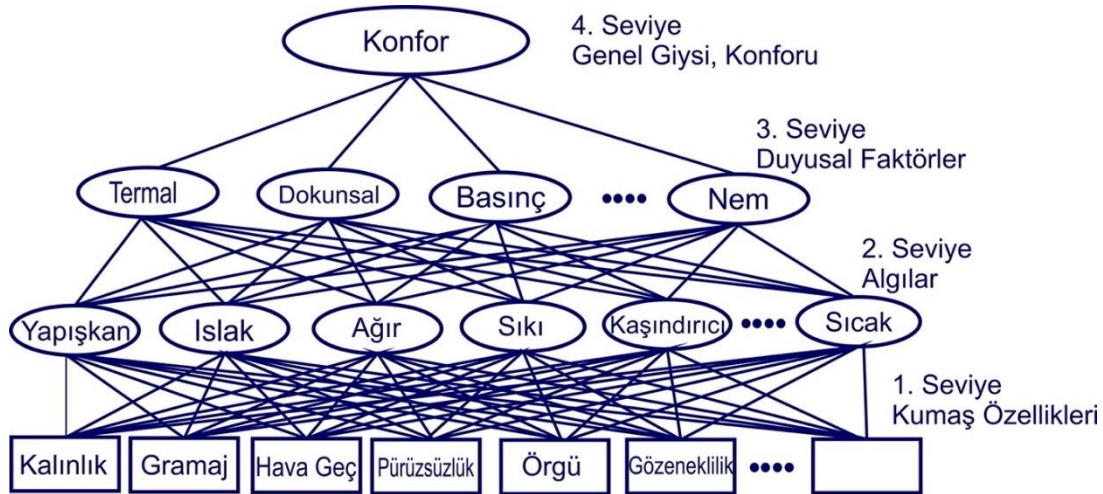 Konfor
4. Seviye
Genel Giysi, Konforu
3. Seviye
Duyusal Faktörler
Termal
Dokunsal
Basınç
Nem
2. Seviye
Algılar
Yapışkan
Islak
Ağır
Sıkı
Kaşındırıcı
Sıcak
1. Seviye
Kumaş Özellikleri
Kalınlık
Gramaj
Hava Geç
Pürüzsüzlük
Örgü
Gözeneklilik